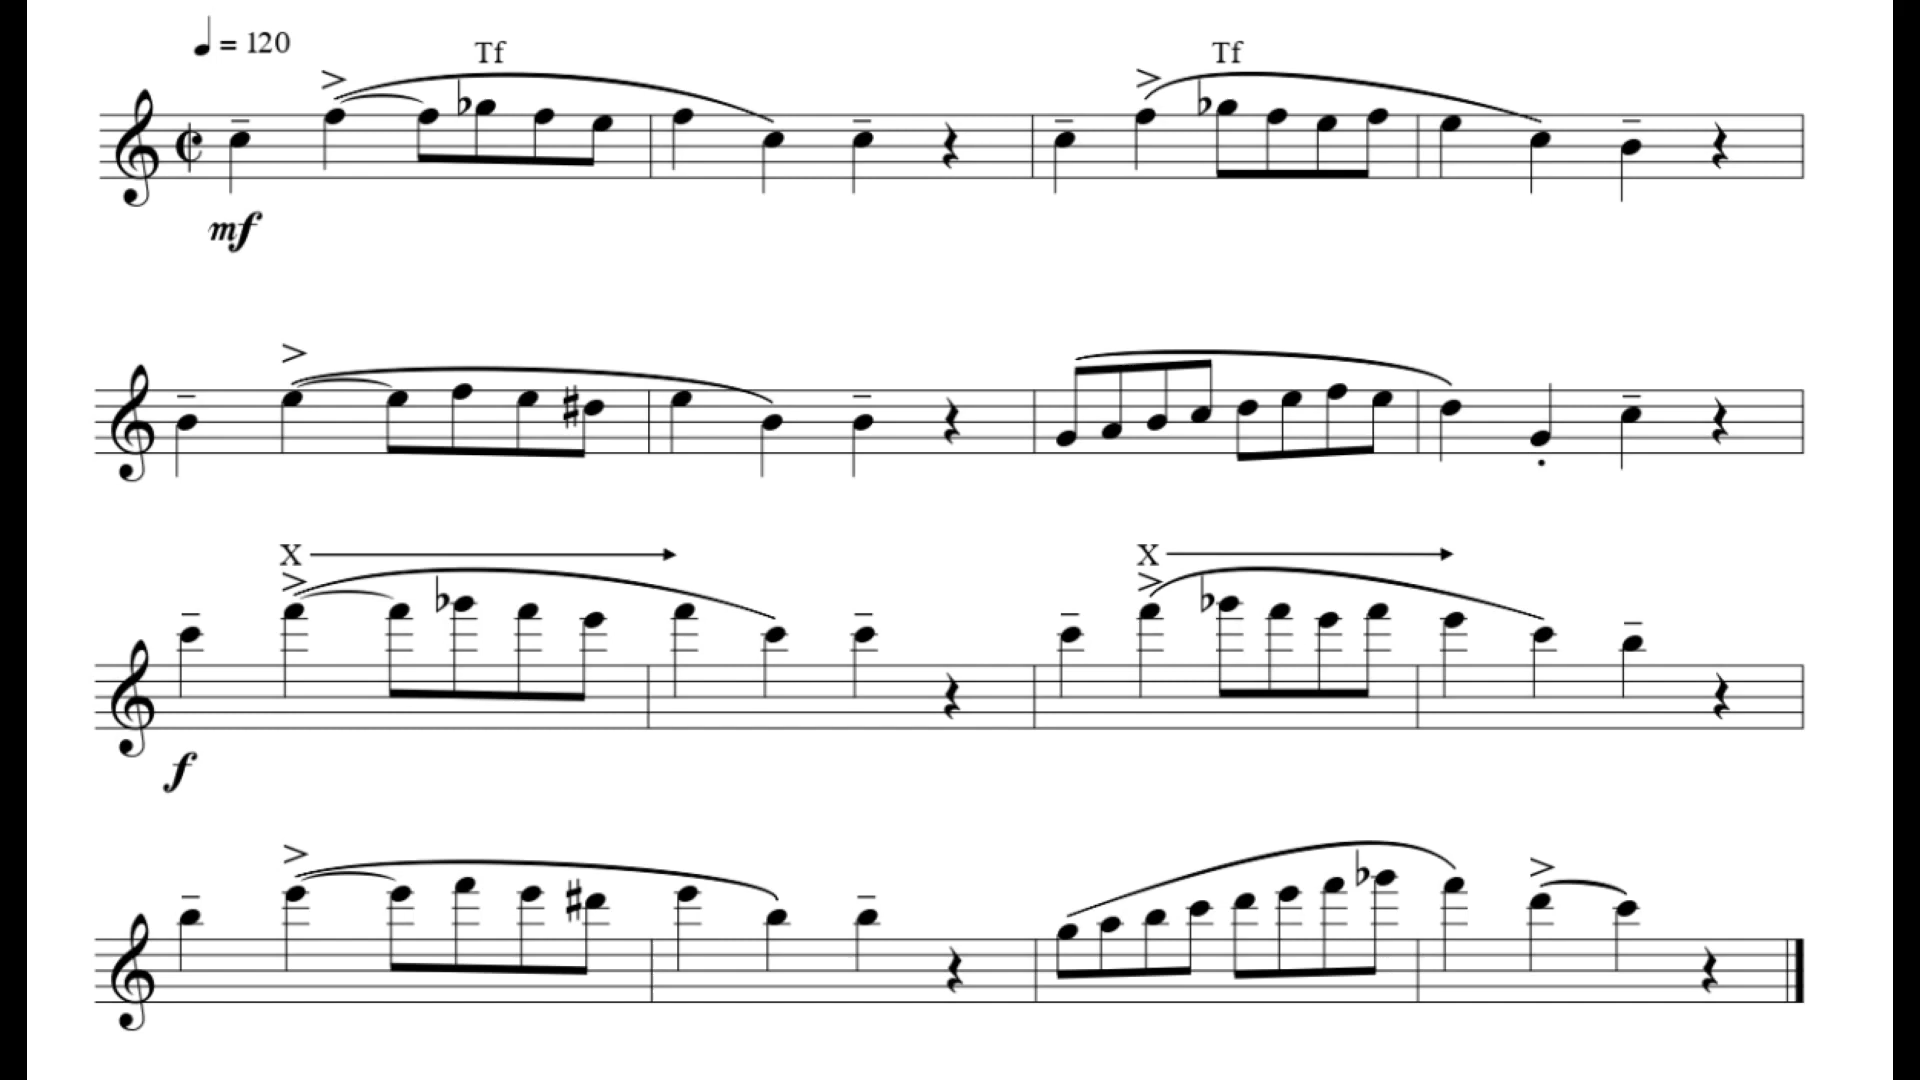 ♩ = 120
Tf Tf
mf
X X
f